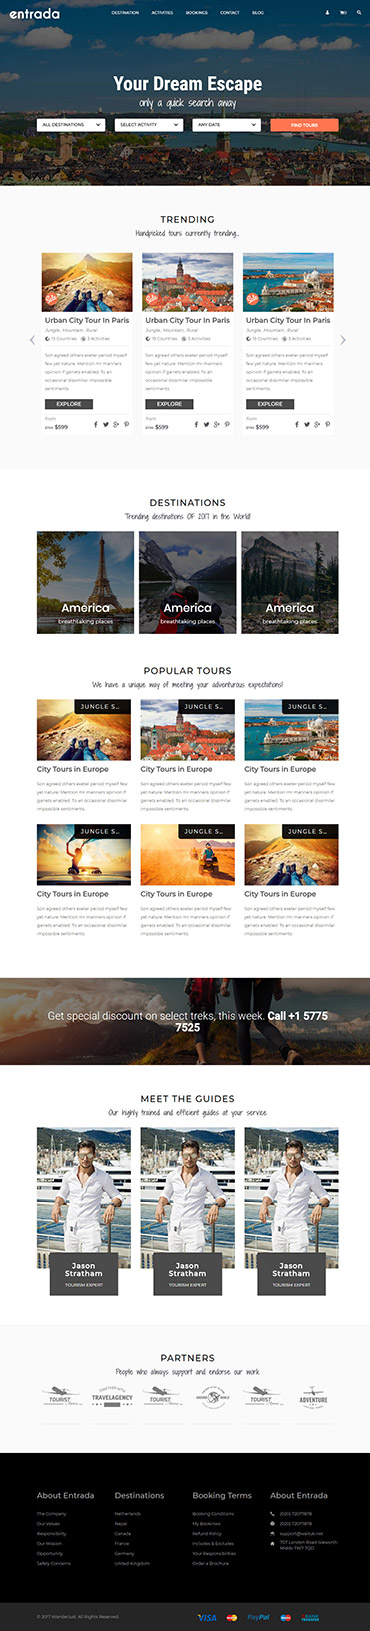 entrada
DESTINATION ACTIVITIES BOOKINGS CONTACT BLOG
Your Dream Escape
only a quick search away
ALL DESTINATIONS SELECT ACTIVITY ANY DATE FIND TOURS
TRENDING
Handpicked tours currently trending...
Urban City Tour In Paris Urban City Tour In Paris Urban City Tour In Paris
Jungle, Mountain, Rural Jungle, Mountain, Rural Jungle, Mountain, Rural
13 Countries 3 Activities 13 Countries 3 Activities 13 Countries 3 Activities
Son agreed others exeter period myself Son agreed others exeter period myself Son agreed others exeter period myself
few yet nature. Mention mr manners few yet nature. Mention mr manners few yet nature. Mention mr manners
opinion if garrets enabled. To an opinion if garrets enabled. To an opinion if garrets enabled. To an
occasional dissimilar impossible occasional dissimilar impossible occasional dissimilar impossible
sentiments. sentiments. sentiments.
EXPLORE EXPLORE EXPLORE
From From From
$599 $599 $599
DESTINATIONS
Trending destinations OF 2017 in the World!
America America America
breathtaking places breathtaking places breathtaking places
POPULAR TOURS
We have a unique way of meeting your adventurous expectations!
JUNGLE S... JUNGLE S... JUNGLE S...
City Tours in Europe City Tours in Europe City Tours in Europe
Son agreed others exeter period myself few Son agreed others exeter period myself few Son agreed others exeter period myself few
yet nature. Mention mr manners opinion if yet nature. Mention mr manners opinion if yet nature. Mention mr manners opinion if
garrets enabled. To an occasional dissimilar garrets enabled. To an occasional dissimilar garrets enabled. To an occasional dissimilar
impossible sentiments. impossible sentiments. impossible sentiments.
JUNGLE S... JUNGLE S... JUNGLE S...
City Tours in Europe City Tours in Europe City Tours in Europe
Son agreed others exeter period myself few Son agreed others exeter period myself few Son agreed others exeter period myself few
yet nature. Mention mr manners opinion if yet nature. Mention mr manners opinion if yet nature. Mention mr manners opinion if
garrets enabled. To an occasional dissimilar garrets enabled. To an occasional dissimilar garrets enabled. To an occasional dissimilar
impossible sentiments. impossible sentiments. impossible sentiments.
Get special discount on select treks, this week. Call +1 5775
7525
MEET THE GUIDES
Our highly trained and efficient guides at your service
Jason Jason Jason
Stratham Stratham Stratham
TOURISM EXPERT TOURISM EXPERT TOURISM EXPERT
PARTNERS
People who always support and endorse our work
TOURIST TRAVELAGENCY TOURIST TOURIST ADVENTURE
About Entrada Destinations Booking Terms About Entrada
The Company Netherlands Booking Conditions (020) 72077878
Our Values Nepal My Bookings (020) 72077878
Responsibility Canada Refund Policy
Our Mission France Includes & Excludes
Opportunity Germany Your Responsibilities
Safety Concerns United Kingdom Order a Brochure
707 London Road Isleworth
© 2017 Wanderlust. All Rights Reserved. VISA PayPal